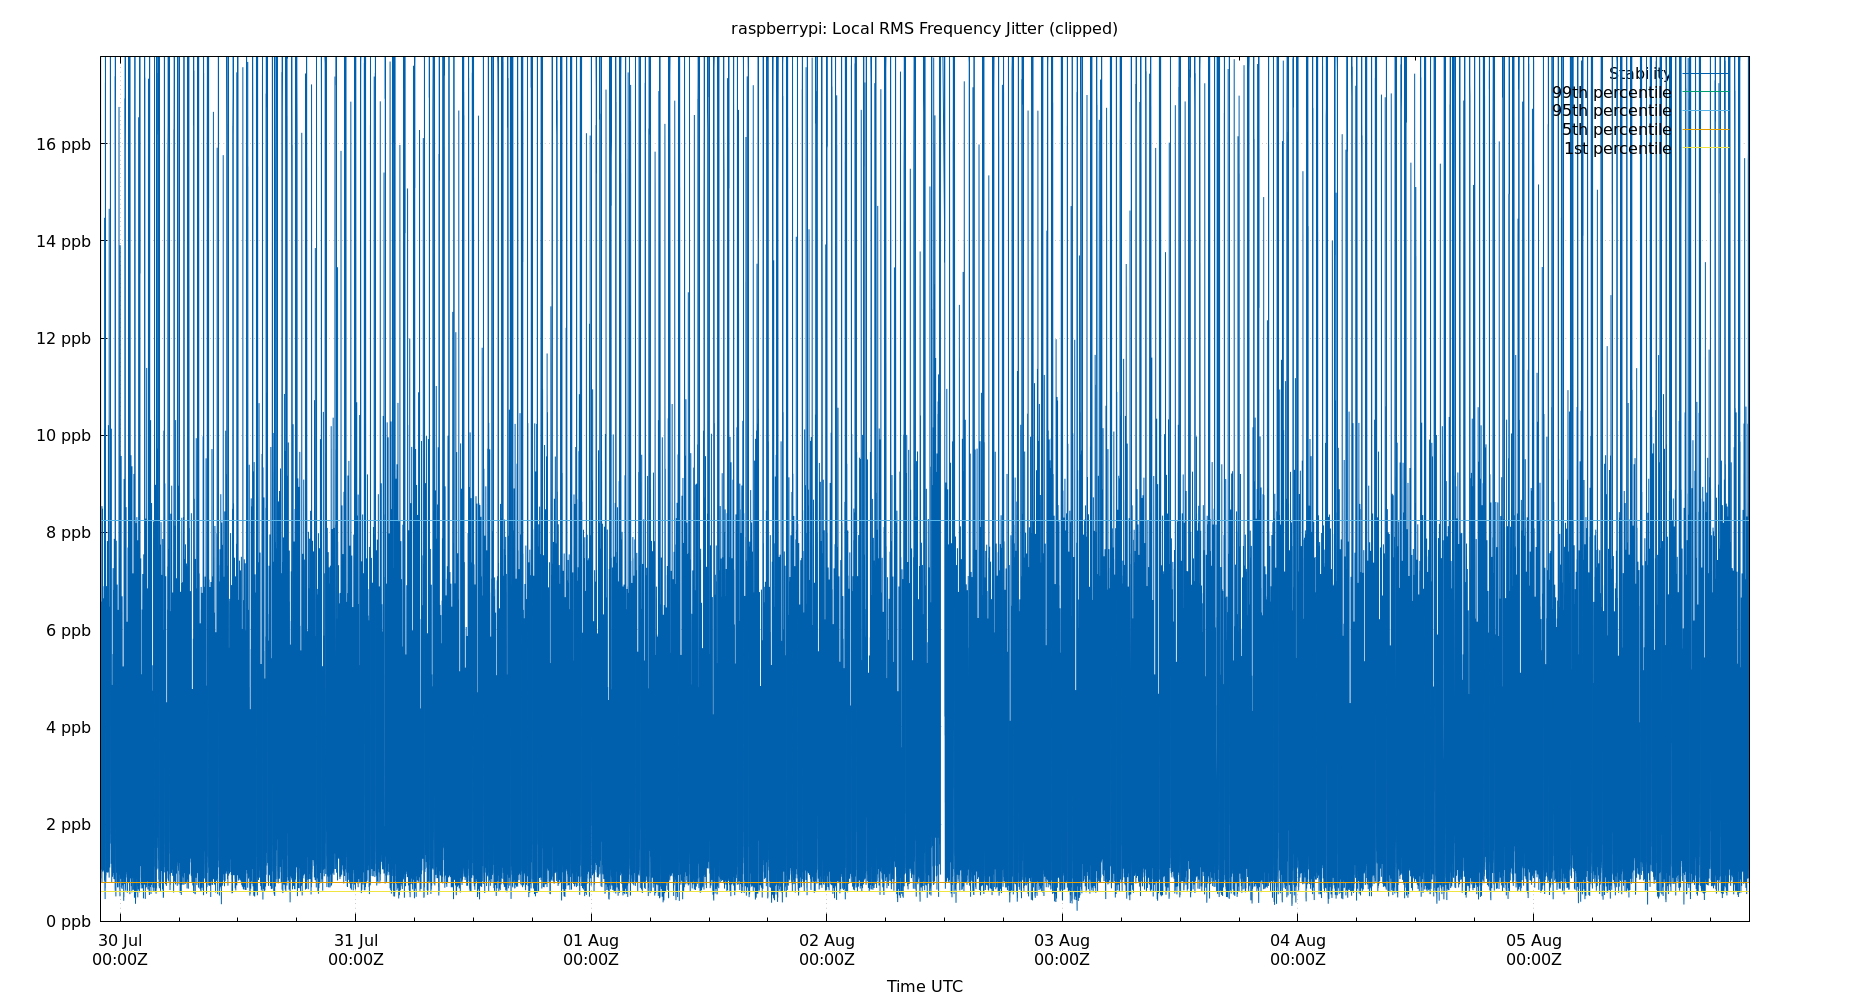 raspberrypi: Local RMS Frequency Jitter (clipped)
Stability
99th percentile
95th percentile
5th percentile
1st percentile
16 ppb
14 ppb
12 ppb
10 ppb
8 ppb
6 ppb
4 ppb
2 ppb
0 ppb
30 Jul 31 Jul 01 Aug 02 Aug 03 Aug 04 Aug 05 Aug
00:00Z 00:00Z 00:00Z 00:00Z 00:00Z 00:00Z 00:00Z
Time UTC